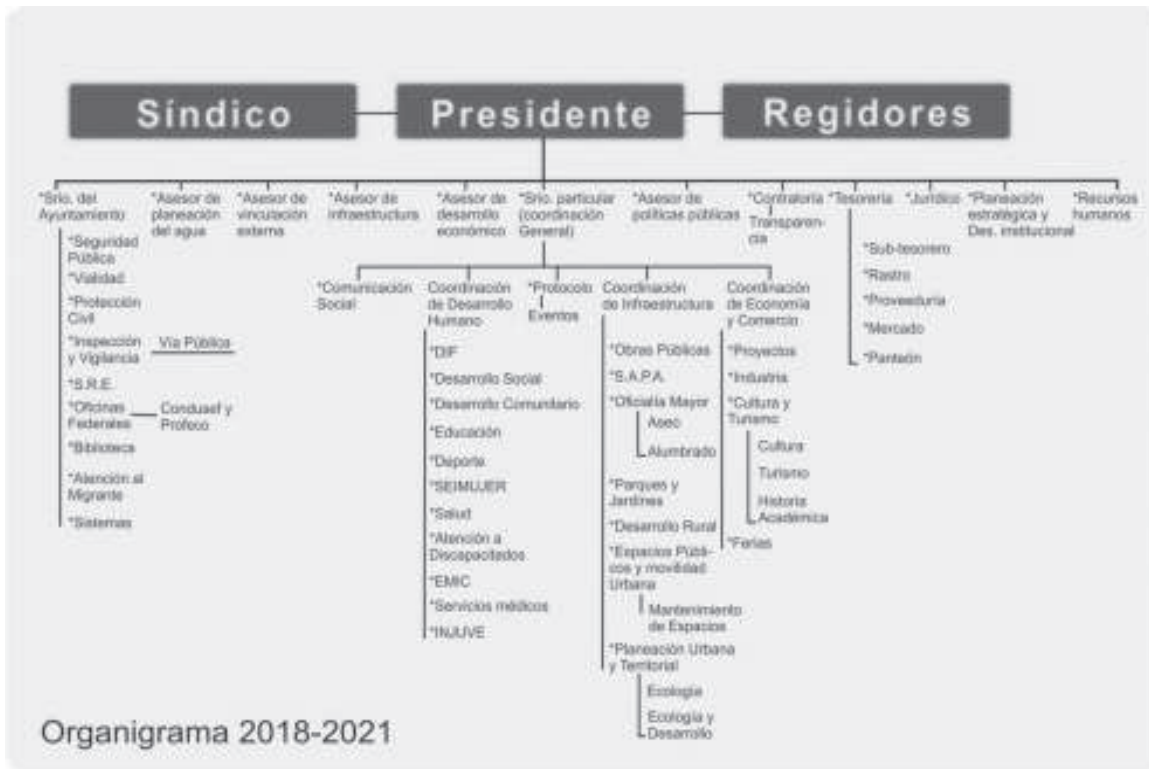 Síndico
Presidente
Regidores
*Srio. del
Ayuntamiento
*Seguridad
Pública
*Vialidad
*Protección
Civil
*Inspección
y Vigilancia
Vía Pública
*S.R.E.
*Oficinas
Federales
Condusef y
Profeco
*Biblioteca
*Atención al
Migrante
*Sistemas
*Asesor de
planeación
del agua
*Asesor de
vinculación
externa
*Asesor de
Infraestructura
*Asesor de
desarrollo
económico
*Srio. particular
(coordinación
General)
*Comunicación
Social
Coordinación
de Desarrollo
Humano
*DIF
*Desarrollo Social
*Desarrollo Comunitario
*Educación
*Deporte
*SEIMUJER
*Salud
*Atención a
Discapacitados
*EMIC
*Servicios médicos
*INJUVE
*Protocolo
Eventos
Coordinación
de Infraestructura
*Obras Públicas
*S.A.P.A.
*Oficialía Mayor
Aseo
Alumbrado
*Parques y
Jardines
*Desarrollo Rural
*Espacios Públi-
cos y movilidad
Urbana
Mantenimiento
de Espacios
*Planeación Urbana
y Territorial
Ecología
Ecología y
Desarrollo
Coordinación
de Economía
y Comercio
*Proyectos
*Industria
*Cultura y
Turismo
Cultura
Turismo
Historia
Académica
*Ferias
*Asesor de
políticas públicas
*Contraloría
Transparen-
cia
*Tesorería
*Sub-tesorero
*Rastro
*Proveeduría
*Mercado
*Panteón
*Jurídico
*Planeación
estratégica y
Des. institucional
*Recursos
humanos
Organigrama 2018-2021